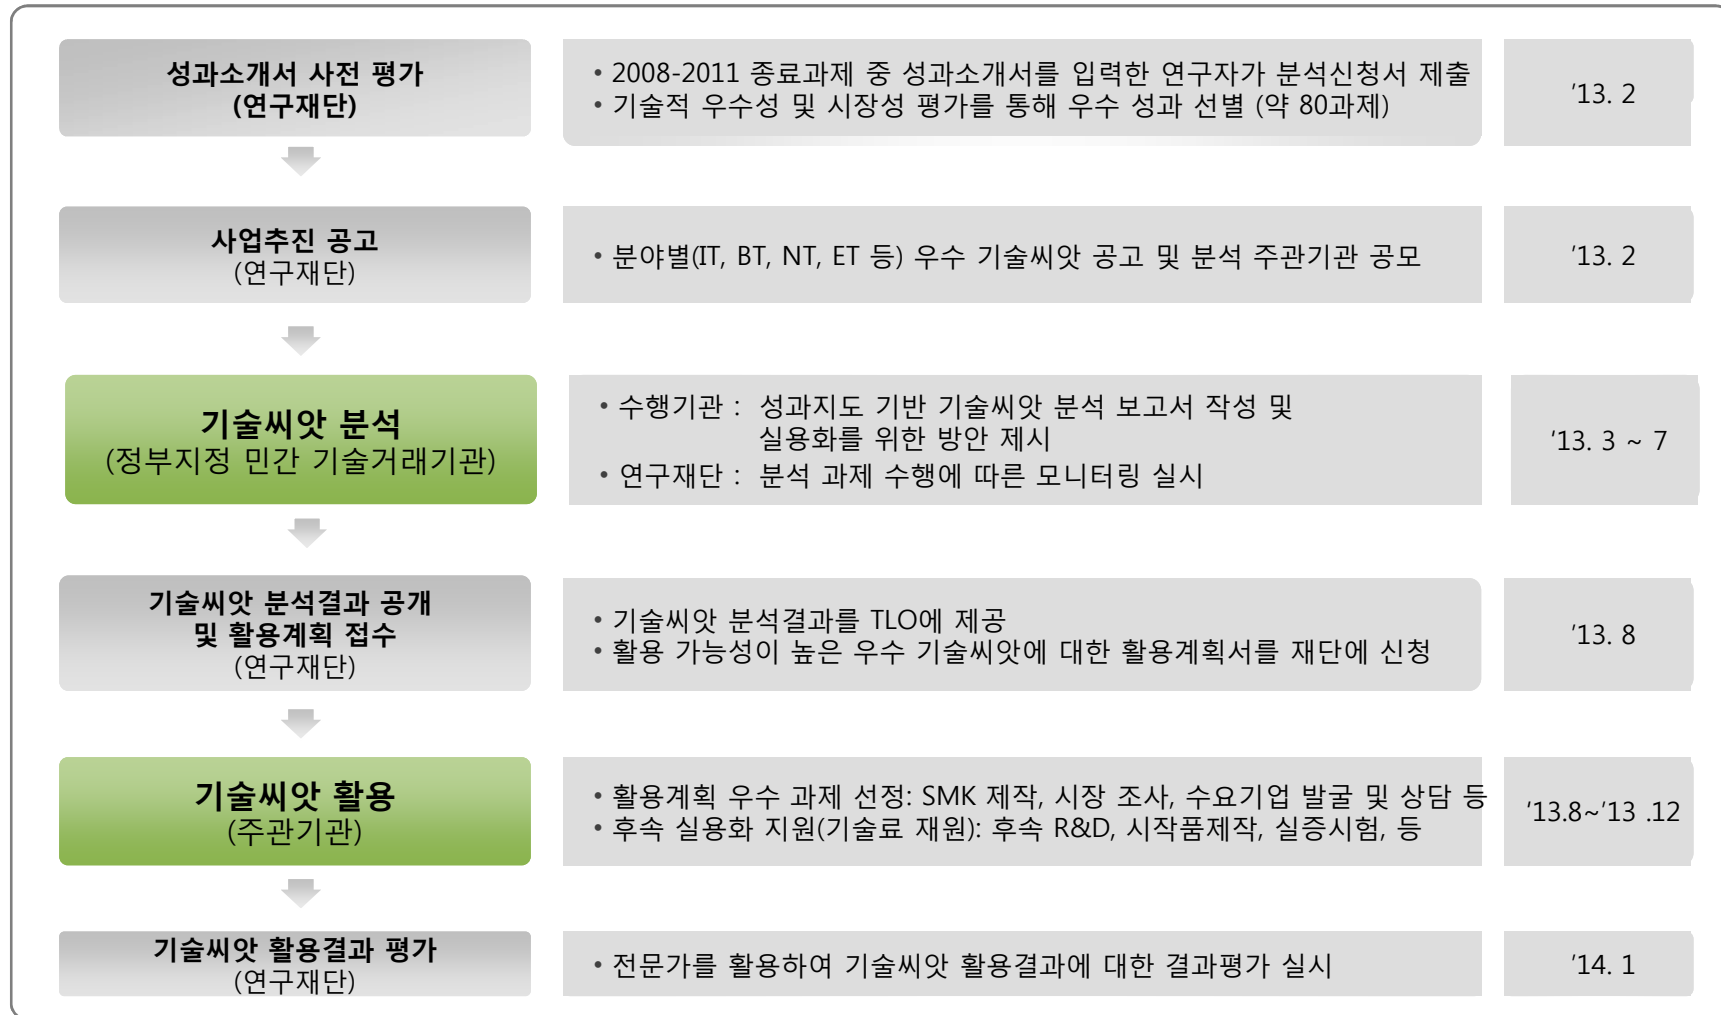 성과소개서 사전 평가
(연구재단)
• 2008-2011 종료과제 중 성과소개서를 입력한 연구자가 분석신청서 제출
• 기술적 우수성 및 시장성 평가를 통해 우수 성과 선별 (약 80과제)
'13. 2
사업추진 공고
(연구재단)
• 분야별(IT, BT, NT, ET 등) 우수 기술씨앗 공고 및 분석 주관기관 공모
'13. 2
기술씨앗 분석
(정부지정 민간 기술거래기관)
• 수행기관 : 성과지도 기반 기술씨앗 분석 보고서 작성 및
실용화를 위한 방안 제시
• 연구재단 : 분석 과제 수행에 따른 모니터링 실시
'13. 3 ~ 7
기술씨앗 분석결과 공개
및 활용계획 접수
(연구재단)
• 기술씨앗 분석결과를 TLO에 제공
• 활용 가능성이 높은 우수 기술씨앗에 대한 활용계획서를 재단에 신청
'13. 8
기술씨앗 활용
(주관기관)
• 활용계획 우수 과제 선정: SMK 제작, 시장 조사, 수요기업 발굴 및 상담 등
• 후속 실용화 지원(기술료 재원): 후속 R&D, 시작품제작, 실증시험, 등
'13.8~'13 .12
기술씨앗 활용결과 평가
(연구재단)
• 전문가를 활용하여 기술씨앗 활용결과에 대한 결과평가 실시
'14. 1